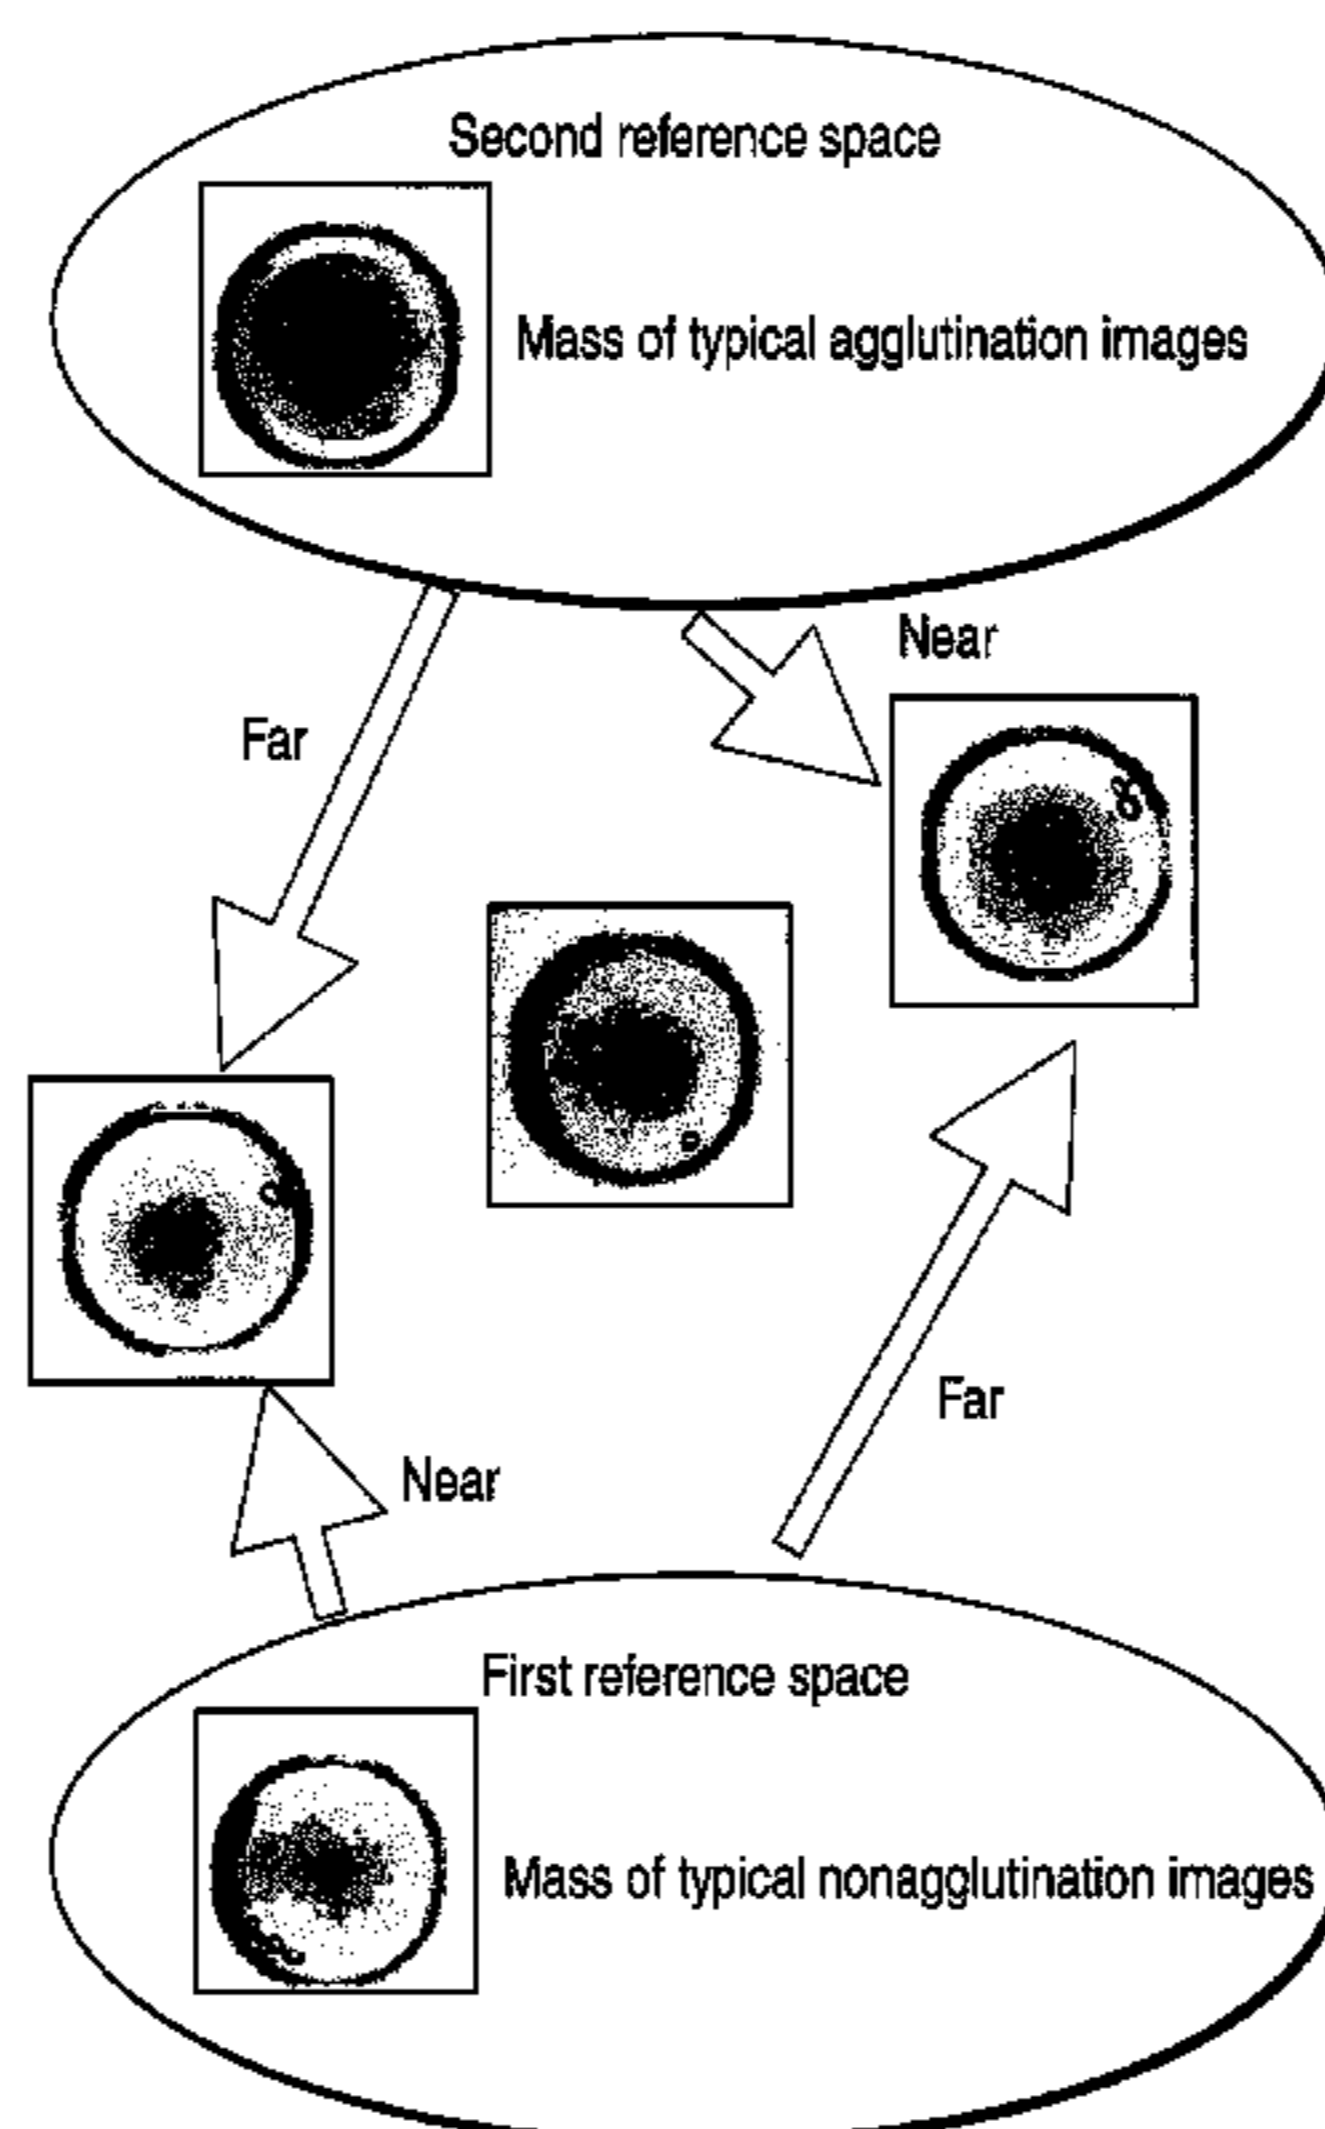 Second reference space
Mass of typical agglutination images
Near
Far
Far
Near
First reference space
Mass of typical nonagglutination images